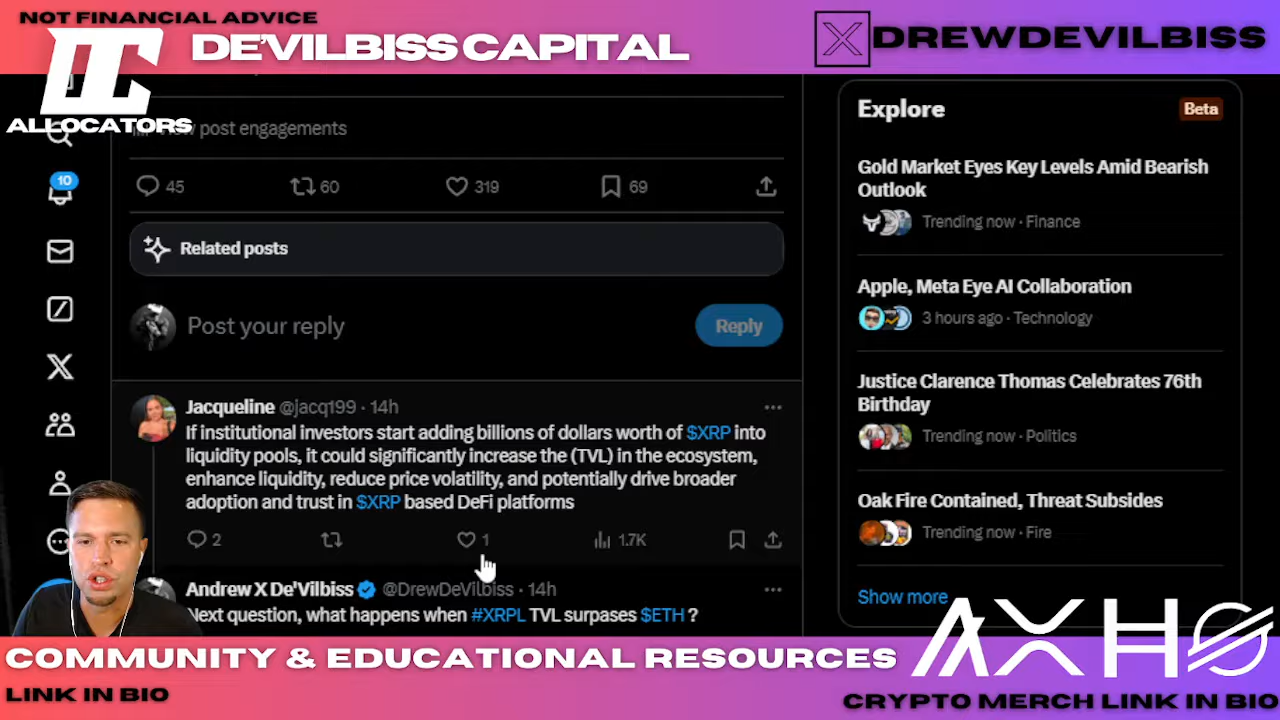 NOT FINANCIAL ADVICE
DE'VILBISS CAPITAL
DREWDEVILBISS
ALLOCATORS
post engagements
45
60
319
69
10
Related posts
Post your reply
Reply
Jacqueline @jacq199 · 14h
If institutional investors start adding billions of dollars worth of $XRP into
liquidity pools, it could significantly increase the (TVL) in the ecosystem,
enhance liquidity, reduce price volatility, and potentially drive broader
adoption and trust in $XRP based DeFi platforms
2
1
1.7K
Andrew X De'Vilbiss @DrewDeVilbiss · 14h
Next question, what happens when #XRPL TVL surpases $ETH ?
Explore
Beta
Gold Market Eyes Key Levels Amid Bearish
Outlook
Trending now · Finance
Apple, Meta Eye AI Collaboration
3 hours ago · Technology
Justice Clarence Thomas Celebrates 76th
Birthday
Trending now · Politics
Oak Fire Contained, Threat Subsides
Trending now · Fire
Show more
COMMUNITY & EDUCATIONAL RESOURCES
LINK IN BIO
CRYPTO MERCH LINK IN BIO